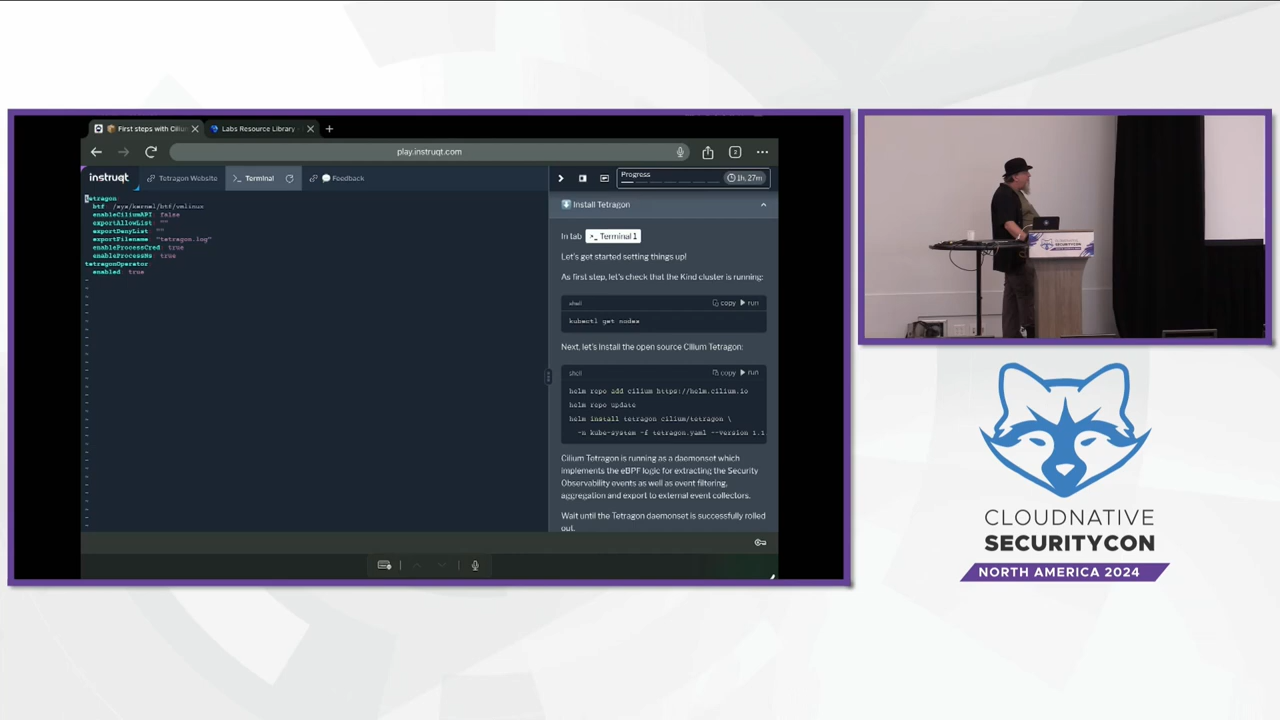 First steps with Ciliu
Labs Resource Library
play.instruqt.com
2
instruqt
Tetragon Website
Terminal
Feedback
Progress
1h, 27m
tetragon
btf: /sys/kernel/btf/vmlinux
enableCiliumAPI: false
exportAllowList: ""
exportDenyList: ""
exportFilename: "tetragon.log"
enableProcessCred: true
enableProcessNs: true
tetragonOperator
enabled: true
Install Tetragon
In tab >_ Terminal 1
Let's get started setting things up!
As first step, let's check that the Kind cluster is running:
shell
copy
run
kubectl get nodes
Next, let's install the open source Cilium Tetragon:
shell
copy
run
helm repo add cilium https://helm.cilium.io
helm repo update
helm install tetragon cilium/tetragon \
-n kube-system -f tetragon.yaml --version 1.1
Cilium Tetragon is running as a daemonset which
implements the eBPF logic for extracting the Security
Observability events as well as event filtering,
aggregation and export to external event collectors.
Wait until the Tetragon daemonset is successfully rolled
out.
CLOUDNATIVE
SECURITYCON
CLOUDNATIVE
SECURITYCON
NORTH AMERICA 2024